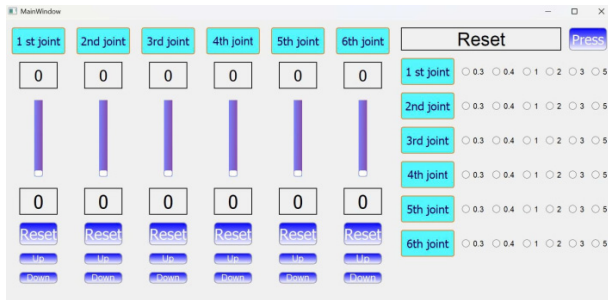 MainWindow
1 st joint 2nd joint 3rd joint 4th joint 5th joint 6th joint Reset Press
0 0 0 0 0 0
1 st joint 0.3 0.4 1 2 3 5
2nd joint 0.3 0.4 1 2 3 5
3rd joint 0.3 0.4 1 2 3 5
4th joint 0.3 0.4 1 2 3 5
0 0 0 0 0 0
5th joint 0.3 0.4 1 2 3 5
Reset Reset Reset Reset Reset Reset
6th joint 0.3 0.4 1 2 3 5
Up Up Up Up Up Up
Down Down Down Down Down Down